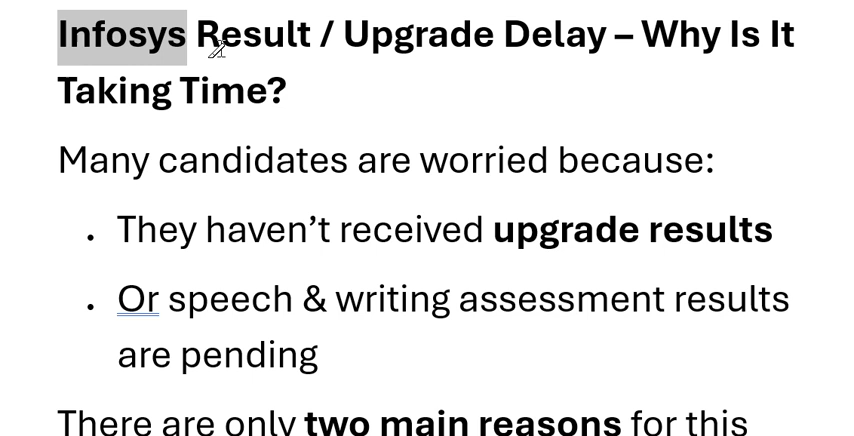 Infosys Result / Upgrade Delay – Why Is It
Taking Time?
Many candidates are worried because:
• They haven’t received upgrade results
• Or speech & writing assessment results
are pending
There are only two main reasons for this